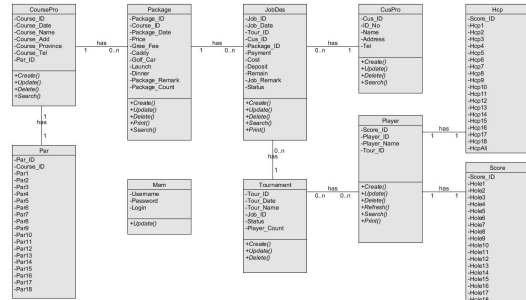 CoursePro
-Course_ID
-Course_Date
-Course_Name
-Course_Add
-Course_Province
-Course_Tel
-Par_ID
+Create()
+Update()
+Delete()
+Search()
has
1
0..n
Package
-Package_ID
-Course_ID
-Package_Date
-Price
-Gree_Fee
-Caddy
-Golf_Car
-Launch
-Dinner
-Package_Remark
-Package_Count
+Create()
+Update()
+Delete()
+Print()
+Search()
has
1
0..n
JobDes
-Job_ID
-Job_Date
-Tour_ID
-Cus_ID
-Package_ID
-Payment
-Cost
-Deposit
-Remain
-Job_Remark
-Status
+Create()
+Update()
+Delete()
+Search()
+Print()
has
0..n
1
CusPro
-Cus_ID
-ID_No
-Name
-Address
-Tel
+Create()
+Update()
+Delete()
+Search()
Hcp
-Score_ID
-Hcp1
-Hcp2
-Hcp3
-Hcp4
-Hcp5
-Hcp6
-Hcp7
-Hcp8
-Hcp9
-Hcp10
-Hcp11
-Hcp12
-Hcp13
-Hcp14
-Hcp15
-Hcp16
-Hcp17
-Hcp18
-HcpAll
1
has
1
Par
-Par_ID
-Course_ID
-Par1
-Par2
-Par3
-Par4
-Par5
-Par6
-Par7
-Par8
-Par9
-Par10
-Par11
-Par12
-Par13
-Par14
-Par15
-Par16
-Par17
-Par18
Mem
-Username
-Password
-Login
+Update()
0..n
has
1
Tournament
-Tour_ID
-Tour_Date
-Tour_Name
-Job_ID
-Status
-Player_Count
+Create()
+Update()
+Delete()
has
0..n
0..n
Player
-Score_ID
-Player_ID
-Player_Name
-Tour_ID
+Create()
+Update()
+Delete()
+Refresh()
+Search()
+Print()
has
1
1
has
1
1
Score
-Score_ID
-Hole1
-Hole2
-Hole3
-Hole4
-Hole5
-Hole6
-Hole7
-Hole8
-Hole9
-Hole10
-Hole11
-Hole12
-Hole13
-Hole14
-Hole15
-Hole16
-Hole17
-Hole18